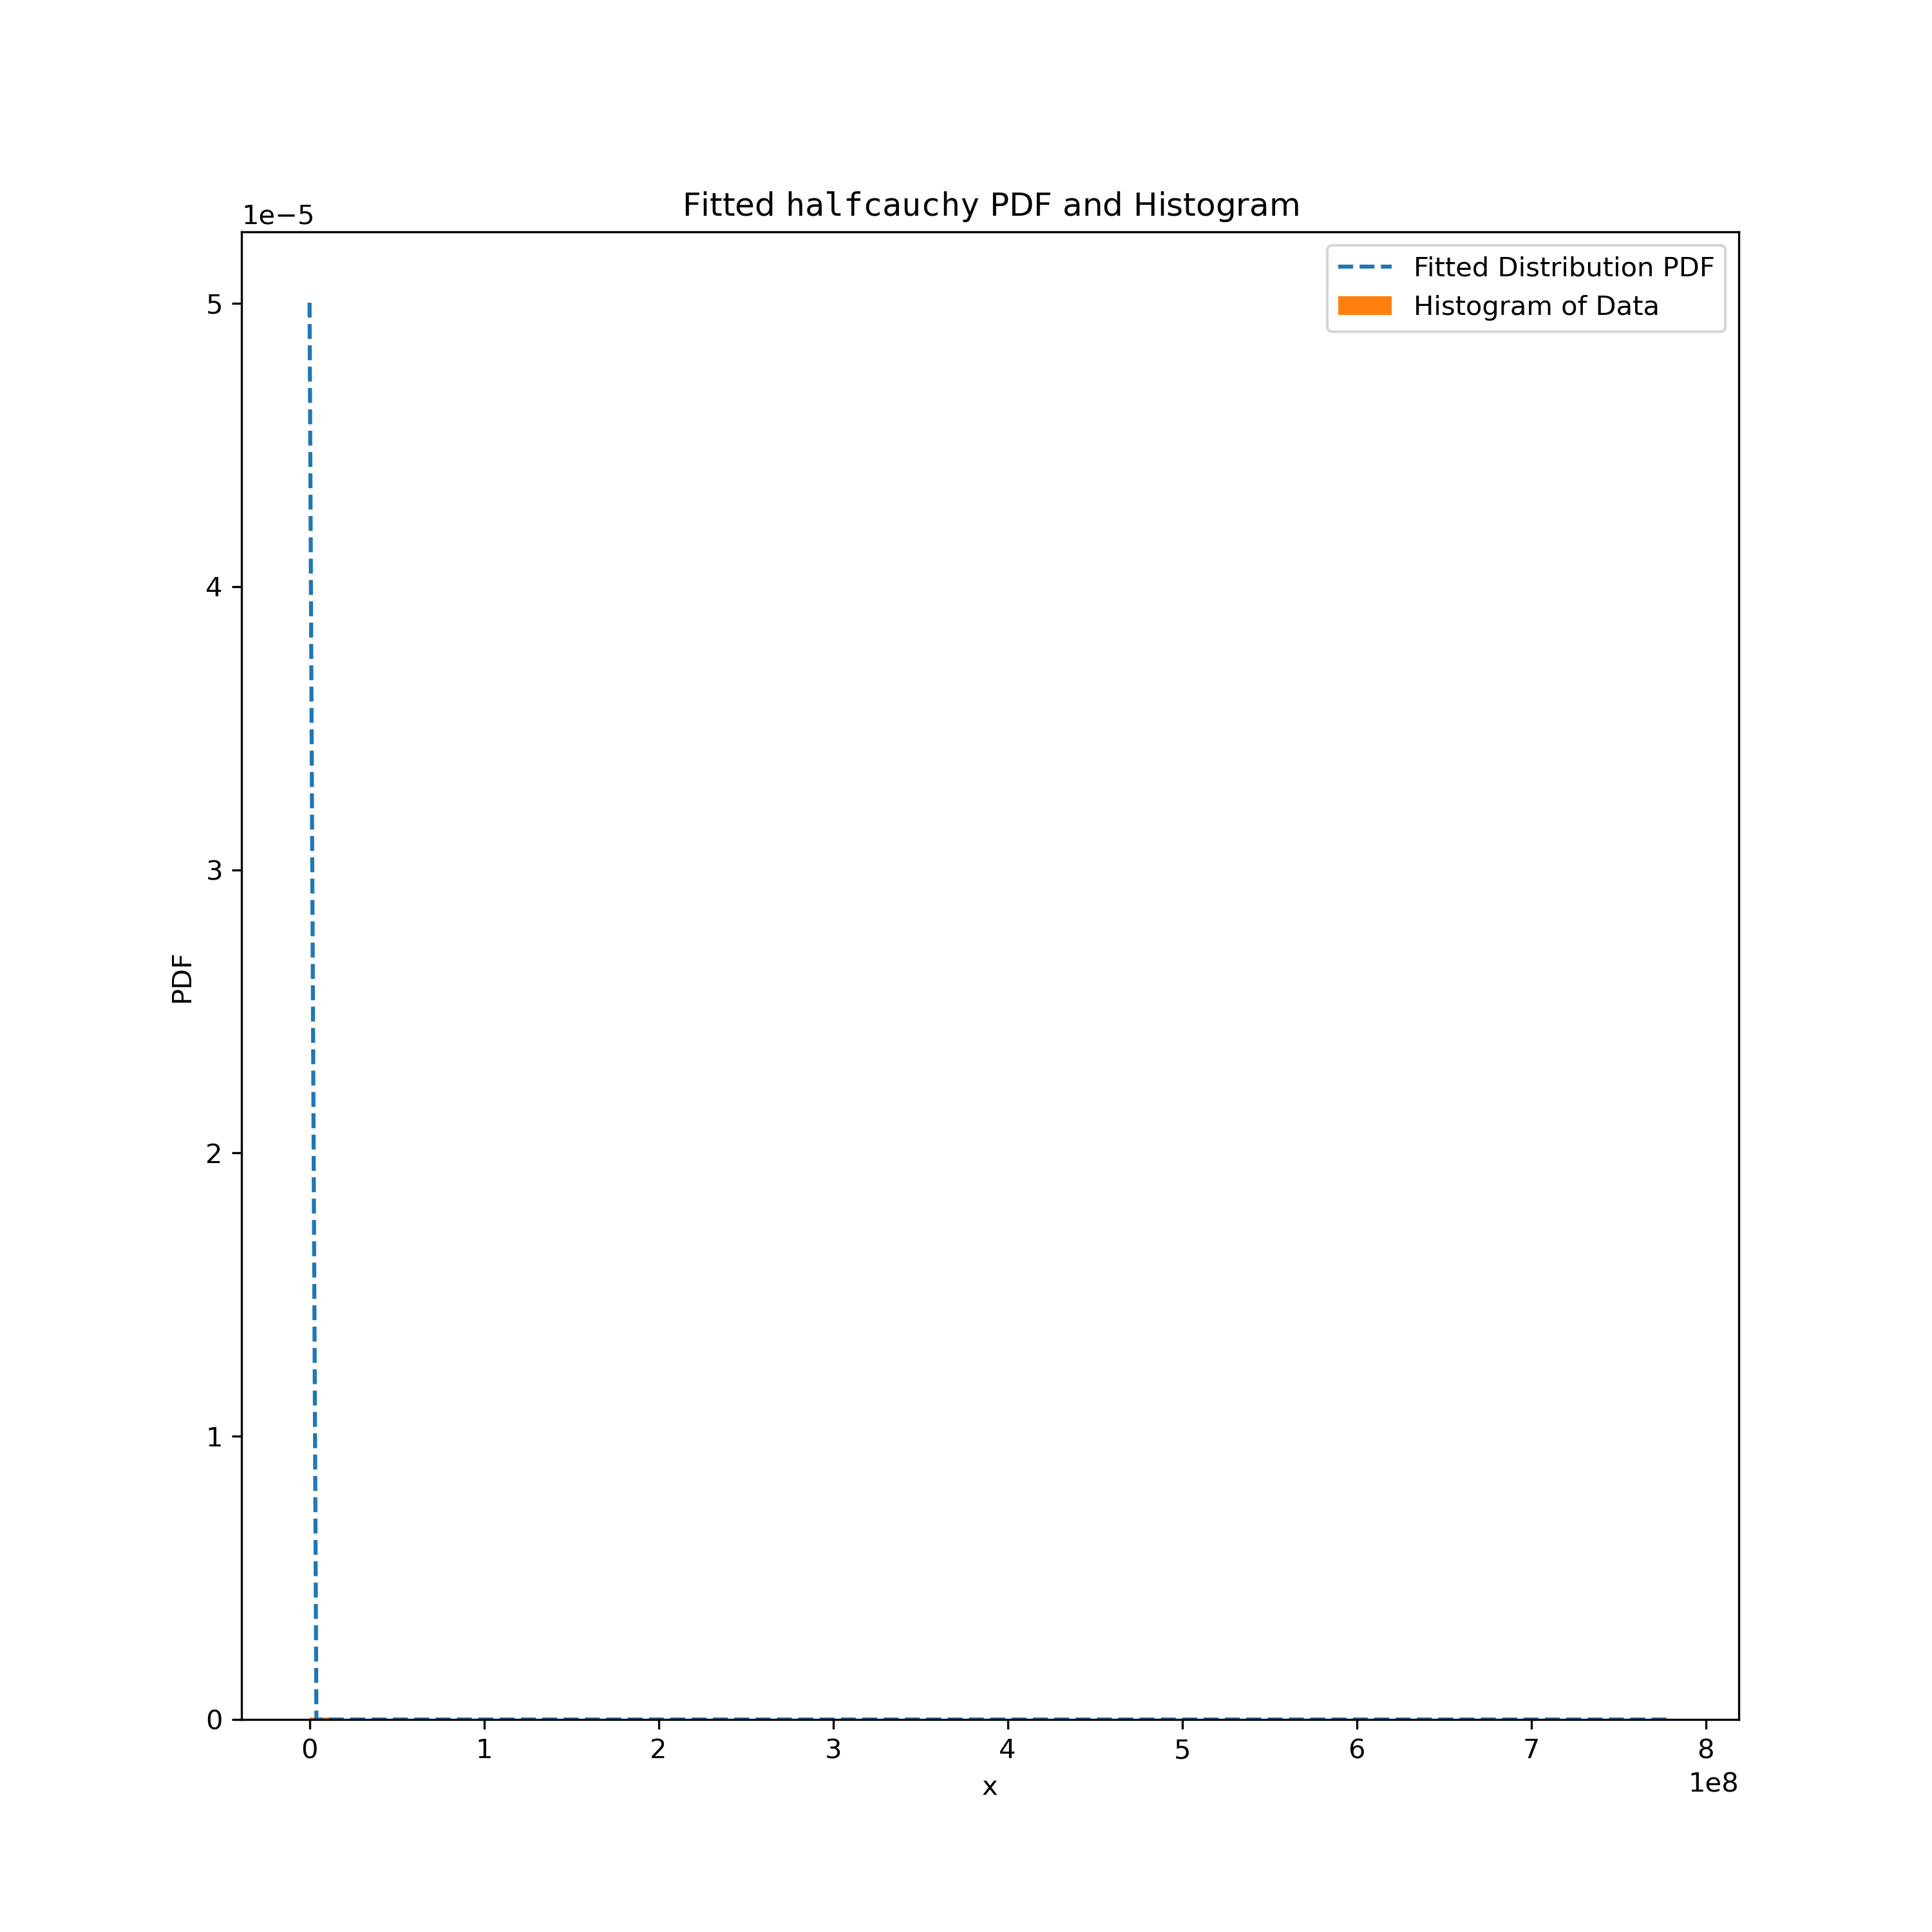 Fitted halfcauchy PDF and Histogram
1e−5
Fitted Distribution PDF
Histogram of Data
5
4
3
2
1
0
PDF
0 1 2 3 4 5 6 7 8
1e8
x